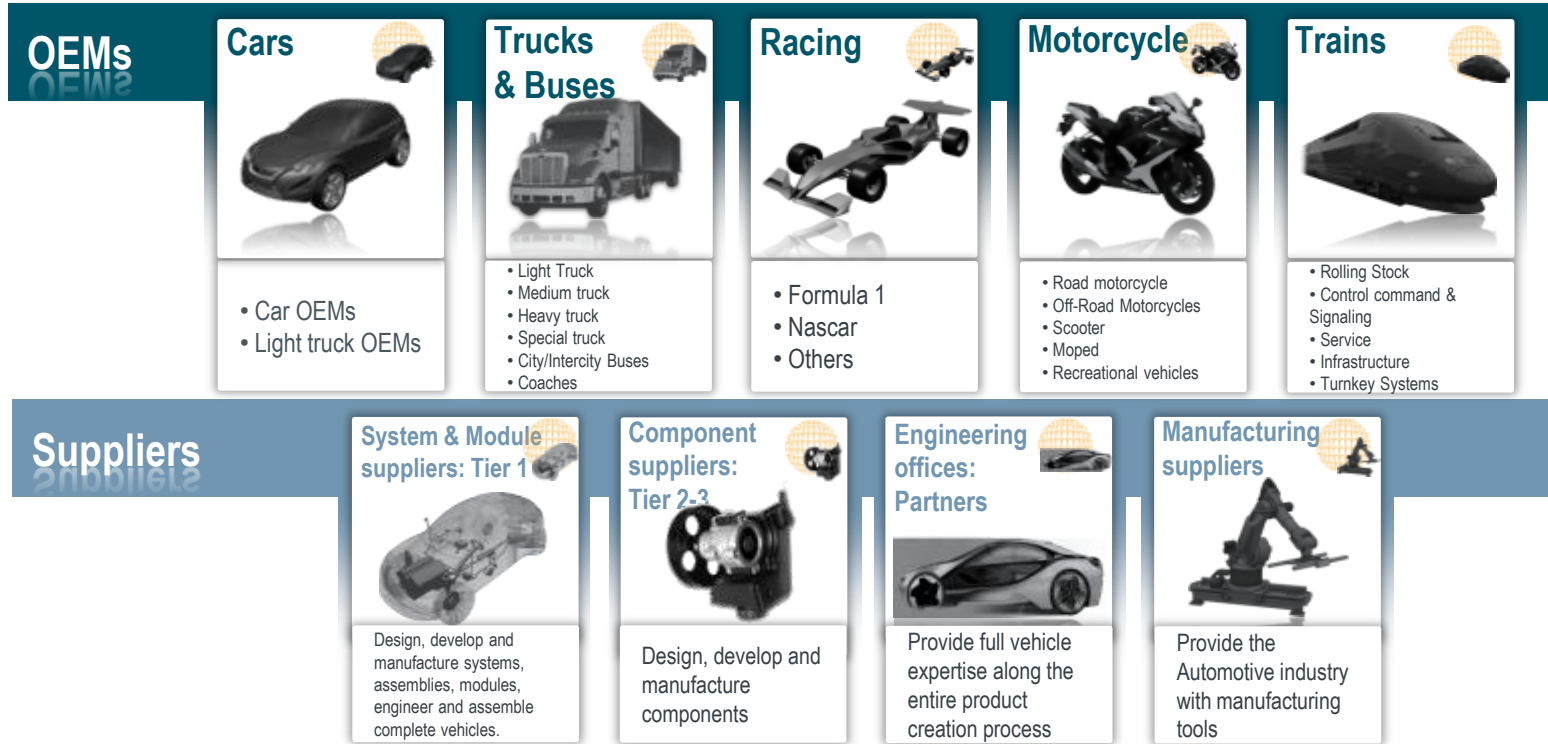 OEMs
Cars
• Car OEMs
• Light truck OEMs
Trucks
& Buses
• Light Truck
• Medium truck
• Heavy truck
• Special truck
• City/Intercity Buses
• Coaches
Racing
• Formula 1
• Nascar
• Others
Motorcycle
• Road motorcycle
• Off-Road Motorcycles
• Scooter
• Moped
• Recreational vehicles
Trains
• Rolling Stock
• Control command &
Signaling
• Service
• Infrastructure
• Turnkey Systems
Suppliers
System & Module
suppliers: Tier 1
Design, develop and
manufacture systems,
assemblies, modules,
engineer and assemble
complete vehicles.
Component
suppliers:
Tier 2-3
Design, develop and
manufacture
components
Engineering
offices:
Partners
Provide full vehicle
expertise along the
entire product
creation process
Manufacturing
suppliers
Provide the
Automotive industry
with manufacturing
tools